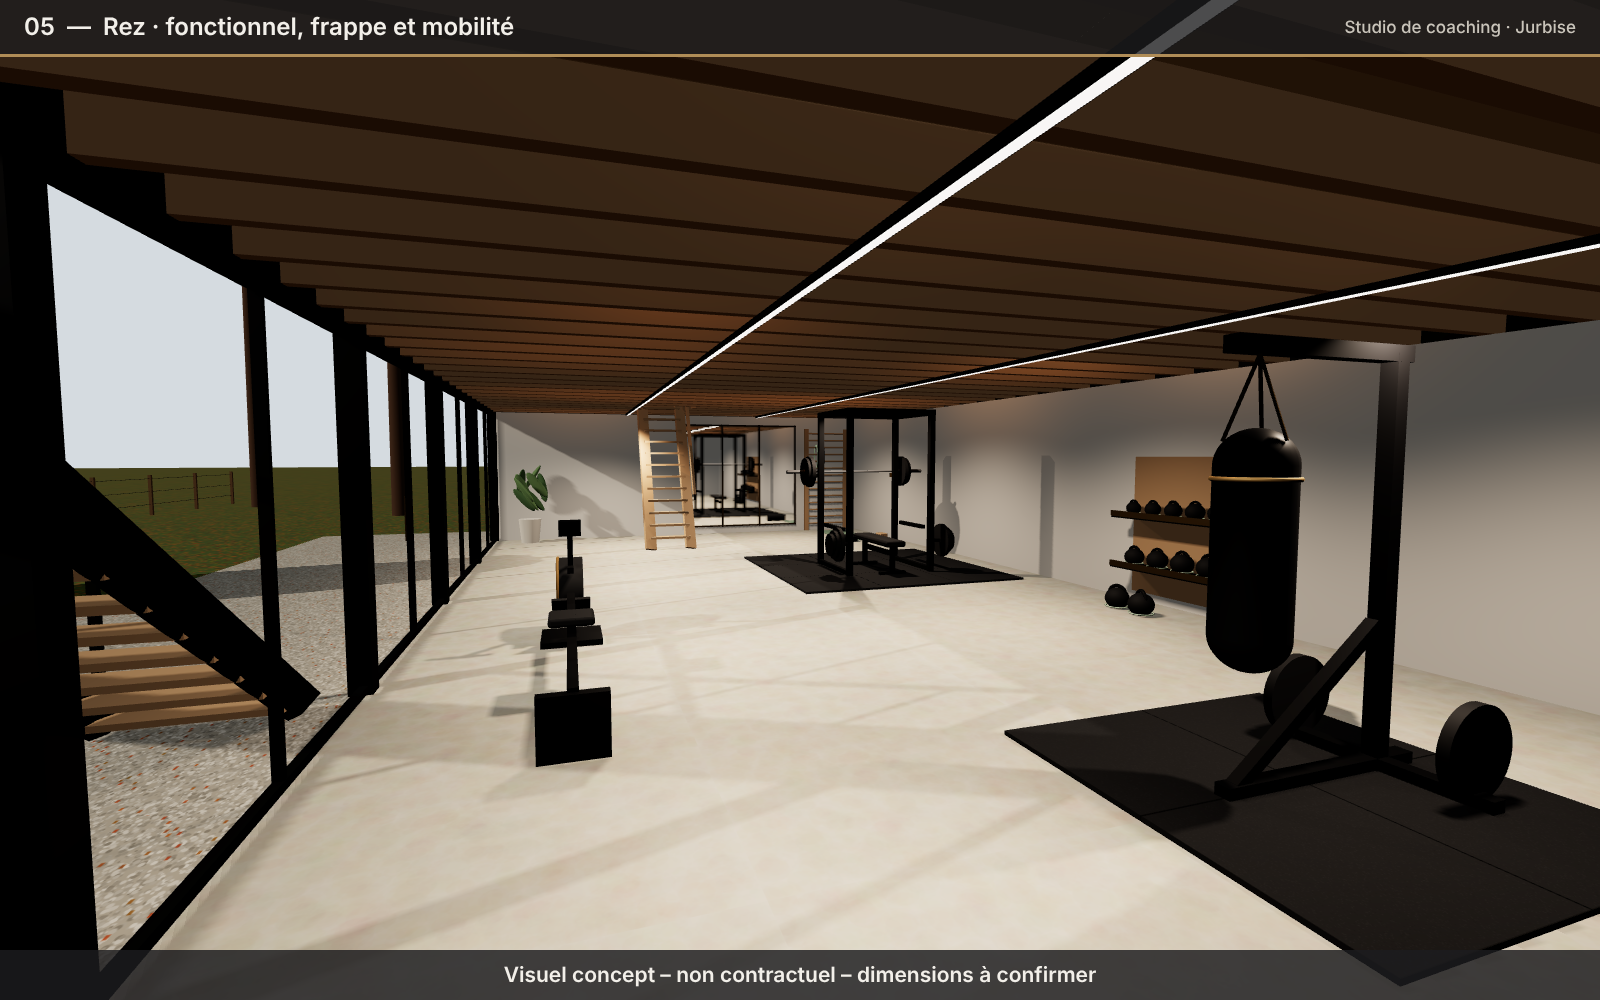 05 — Rez · fonctionnel, frappe et mobilité
Studio de coaching · Jurbise
Visuel concept – non contractuel – dimensions à confirmer